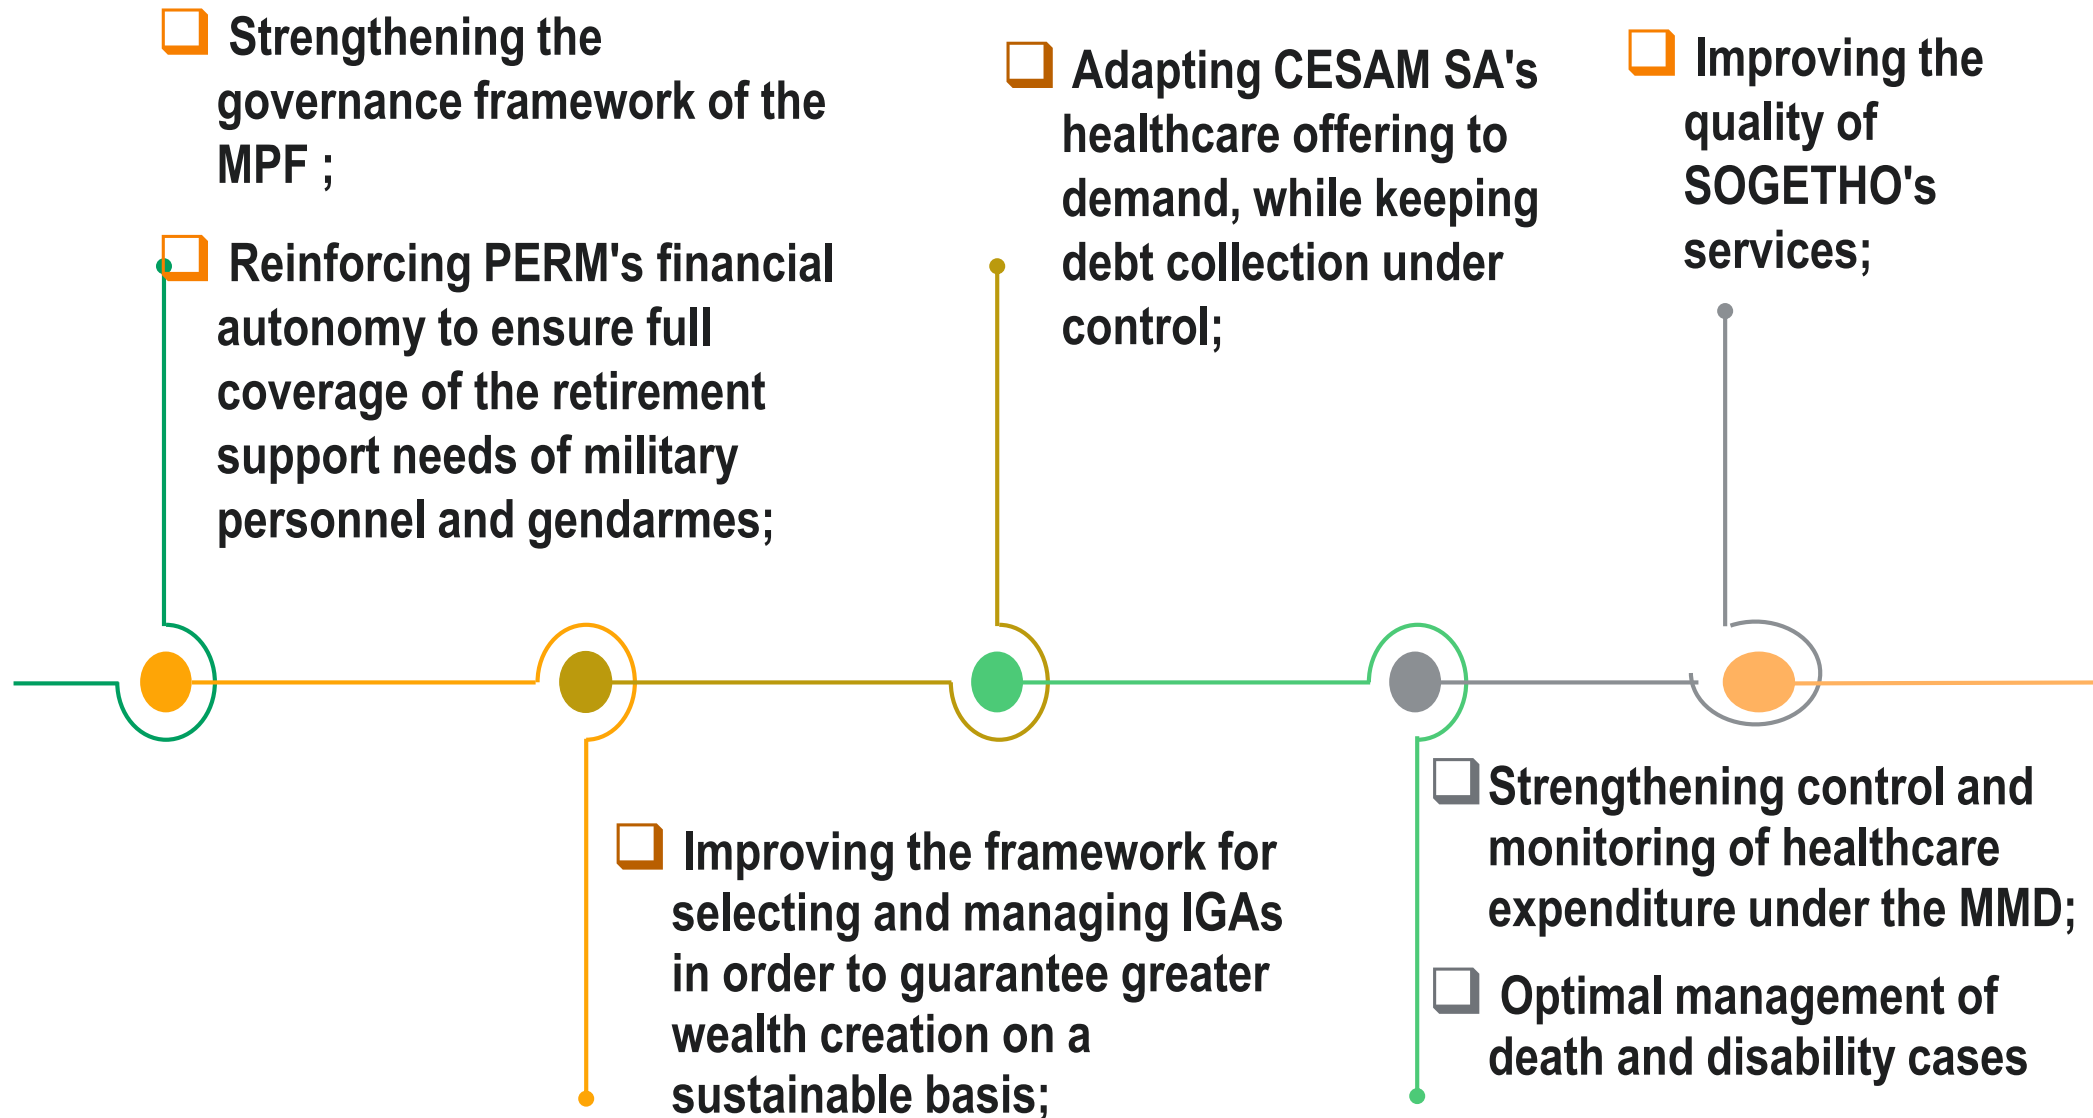 Strengthening the
governance framework of the
MPF ;
Reinforcing PERM's financial
autonomy to ensure full
coverage of the retirement
support needs of military
personnel and gendarmes;
Improving the framework for
selecting and managing IGAs
in order to guarantee greater
wealth creation on a
sustainable basis;
Adapting CESAM SA's
healthcare offering to
demand, while keeping
debt collection under
control;
Strengthening control and
monitoring of healthcare
expenditure under the MMD;
Optimal management of
death and disability cases
Improving the
quality of
SOGETHO's
services;